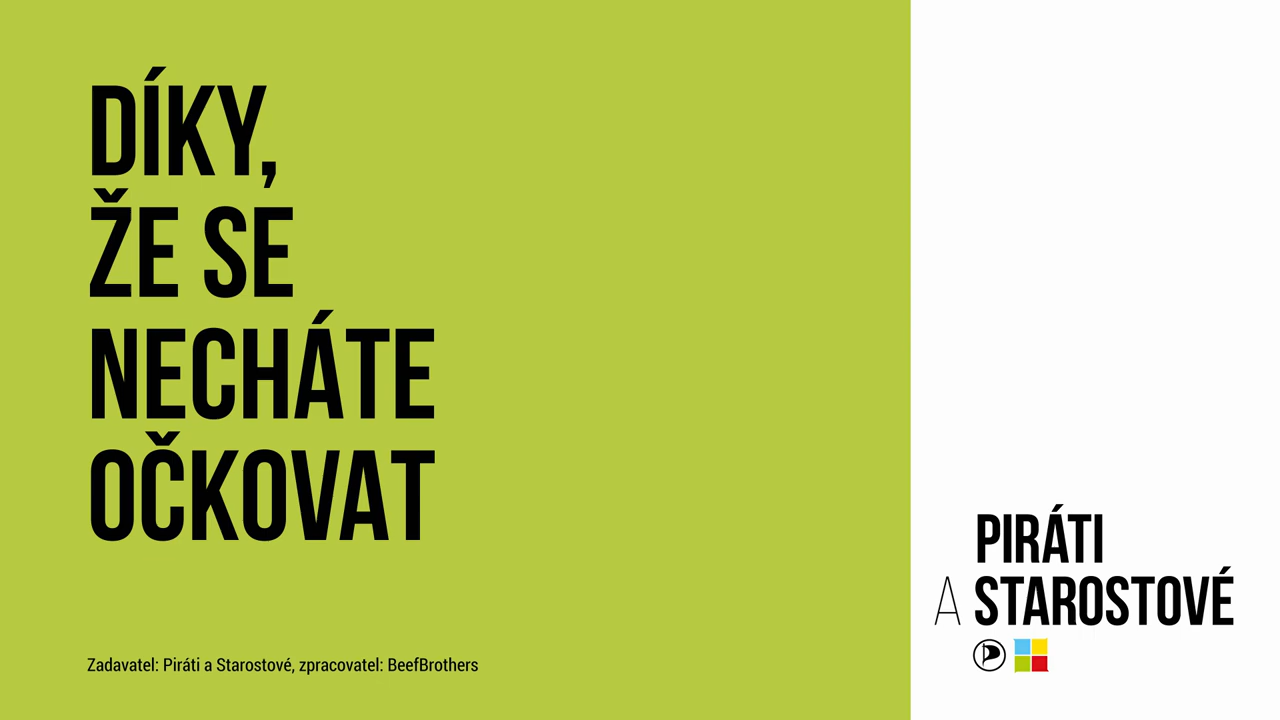 DÍKY,
ŽE SE
NECHÁTE
OČKOVAT
Zadavatel: Piráti a Starostové, zpracovatel: BeefBrothers
PIRÁTI
A STAROSTOVÉ